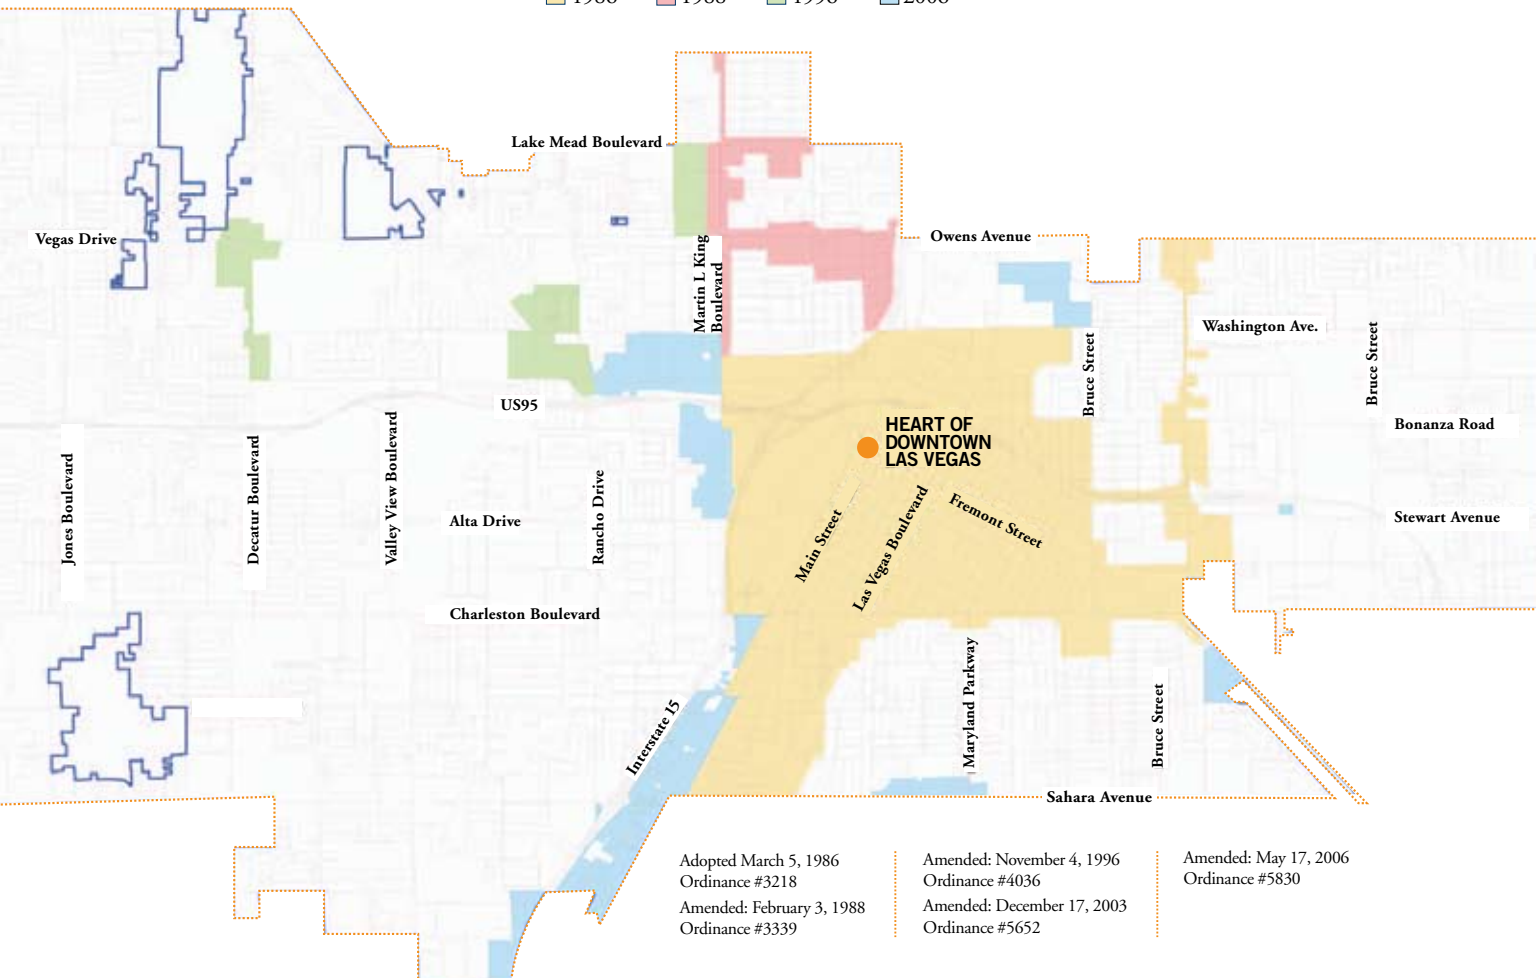 1986 1988 1996 2006
Lake Mead Boulevard
Vegas Drive
Owens Avenue
Martin L King
Boulevard
Washington Ave.
Bruce Street
Bruce Street
US95
HEART OF
DOWNTOWN
LAS VEGAS
Bonanza Road
Jones Boulevard
Decatur Boulevard
Valley View Boulevard
Alta Drive
Rancho Drive
Main Street
Las Vegas Boulevard
Fremont Street
Stewart Avenue
Charleston Boulevard
Interstate 15
Maryland Parkway
Bruce Street
Sahara Avenue
Adopted March 5, 1986
Ordinance #3218
Amended: February 3, 1988
Ordinance #3339
Amended: November 4, 1996
Ordinance #4036
Amended: December 17, 2003
Ordinance #5652
Amended: May 17, 2006
Ordinance #5830